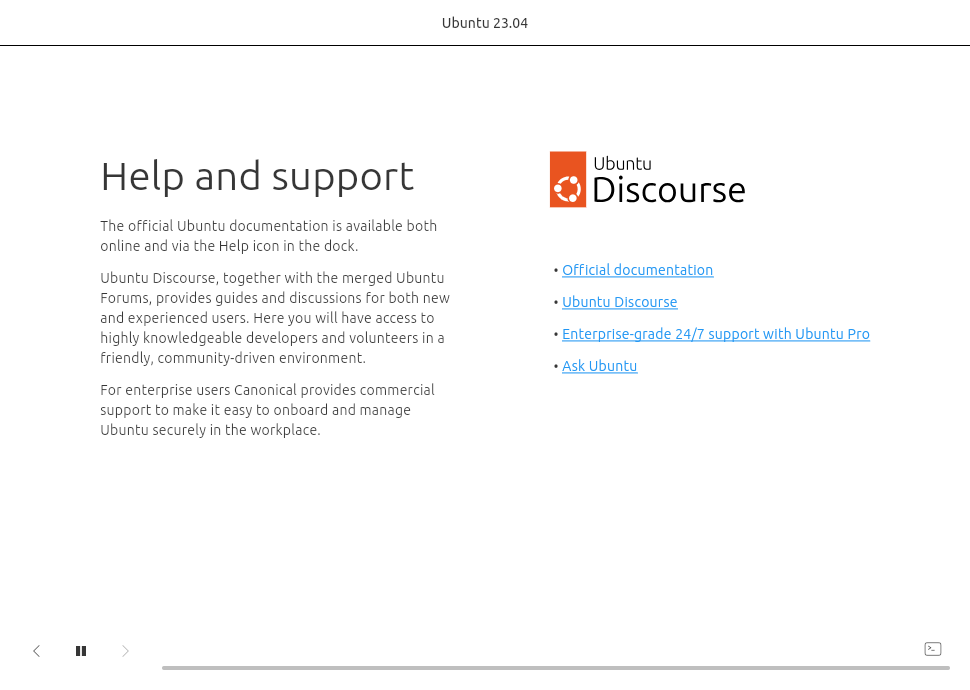 Ubuntu 23.04
Help and support
The official Ubuntu documentation is available both
online and via the Help icon in the dock.
Ubuntu Discourse, together with the merged Ubuntu
Forums, provides guides and discussions for both new
and experienced users. Here you will have access to
highly knowledgeable developers and volunteers in a
friendly, community-driven environment.
For enterprise users Canonical provides commercial
support to make it easy to onboard and manage
Ubuntu securely in the workplace.
Ubuntu
Discourse
• Official documentation
• Ubuntu Discourse
• Enterprise-grade 24/7 support with Ubuntu Pro
• Ask Ubuntu